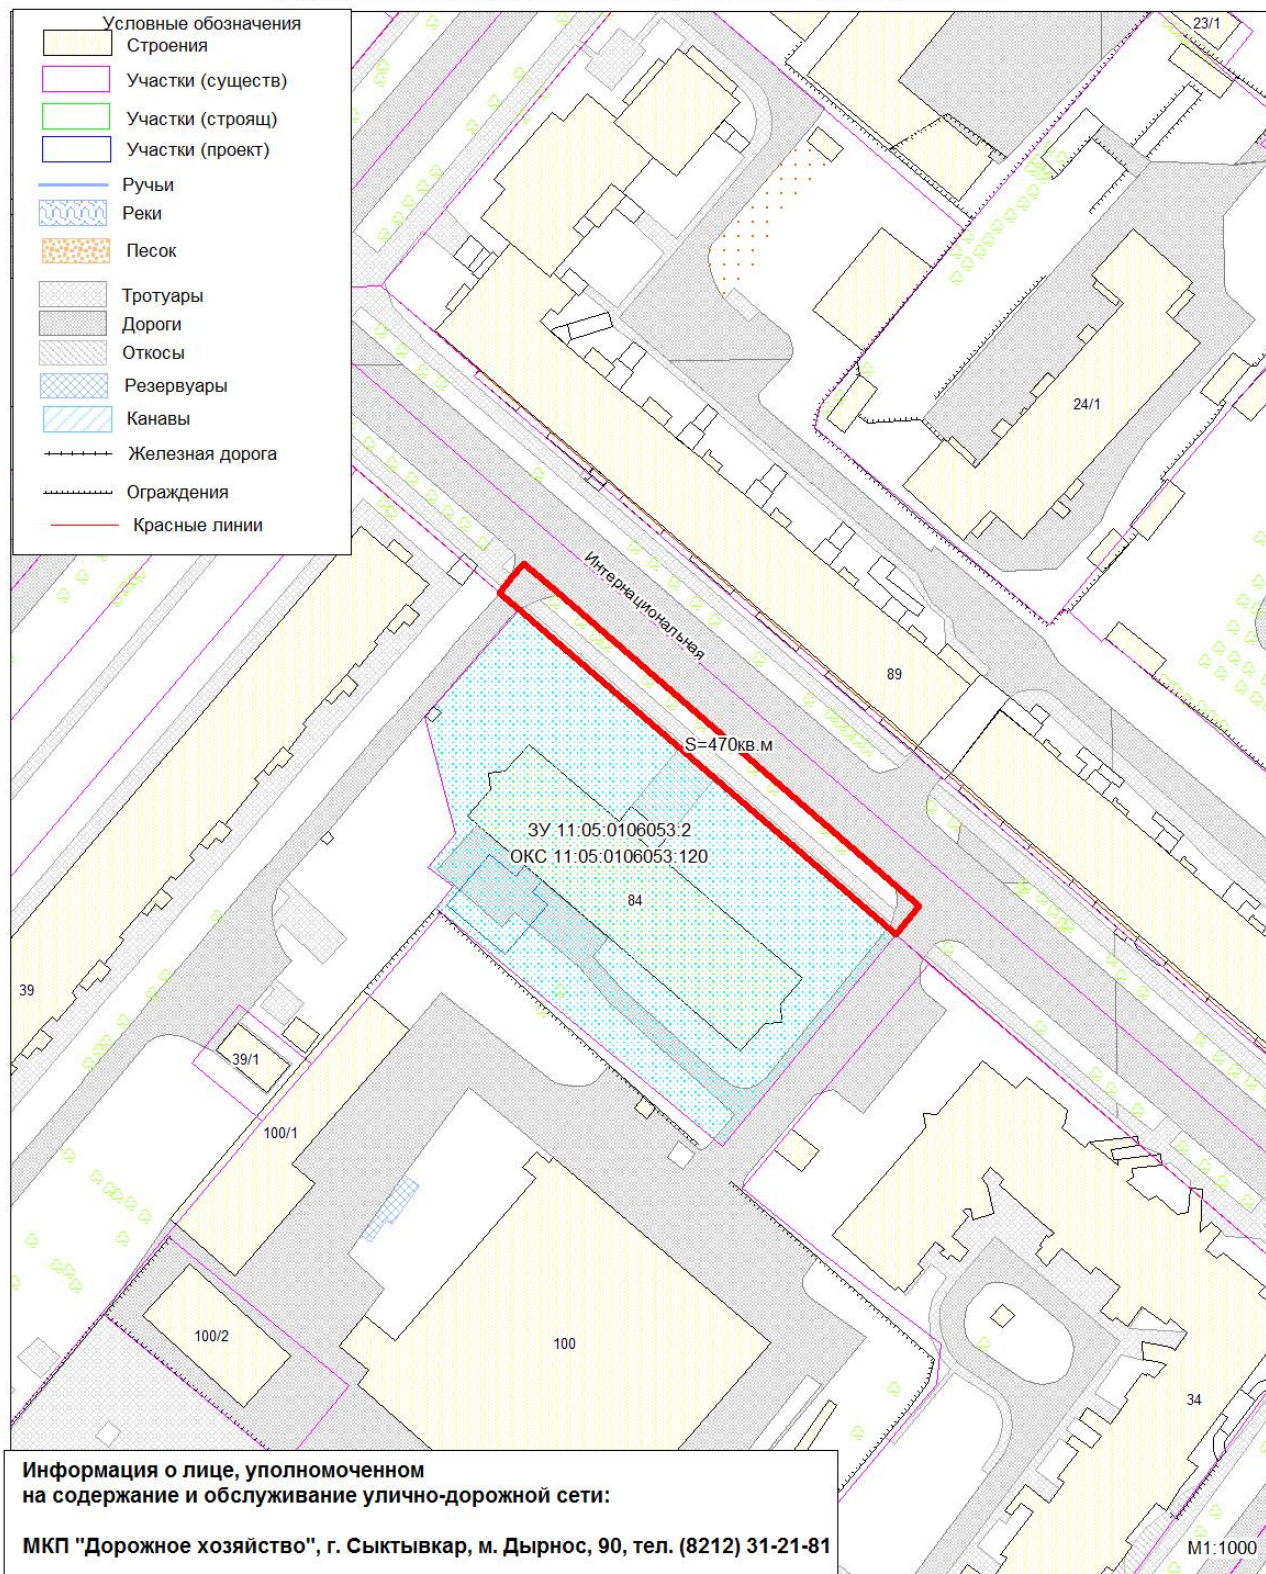 Условные обозначения
Строения
Участки (существ)
Участки (строящ)
Участки (проект)
Ручьи
Реки
Песок
Тротуары
Дороги
Откосы
Резервуары
Канавы
Железная дорога
Ограждения
Красные линии
23/1
24/1
Интернациональная
89
S=470кв.м
ЗУ 11:05:0106053:2
ОКС 11:05:0106053:120
84
39
39/1
100/1
100/2
100
34
Информация о лице, уполномоченном
на содержание и обслуживание улично-дорожной сети:
МКП "Дорожное хозяйство", г. Сыктывкар, м. Дырнос, 90, тел. (8212) 31-21-81
М1:1000